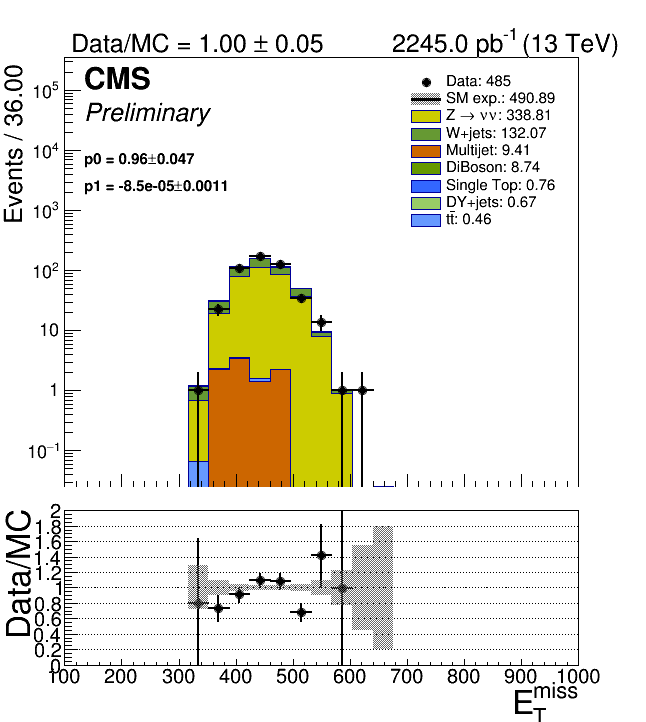 Data/MC = 1.00 ± 0.05
2245.0 pb⁻¹ (13 TeV)
Events / 36.00
CMS
Preliminary
p0 = 0.96±0.047
p1 = -8.5e-05±0.0011
Data: 485
SM exp.: 490.89
Z → νν: 338.81
W+jets: 132.07
Multijet: 9.41
DiBoson: 8.74
Single Top: 0.76
DY+jets: 0.67
tt̄: 0.46
10⁵
10⁴
10³
10²
10
1
10⁻¹
Data/MC
2
1.8
1.6
1.4
1.2
1
0.8
0.6
0.4
0.2
0
100 200 300 400 500 600 700 800 900 1000
E_T^miss